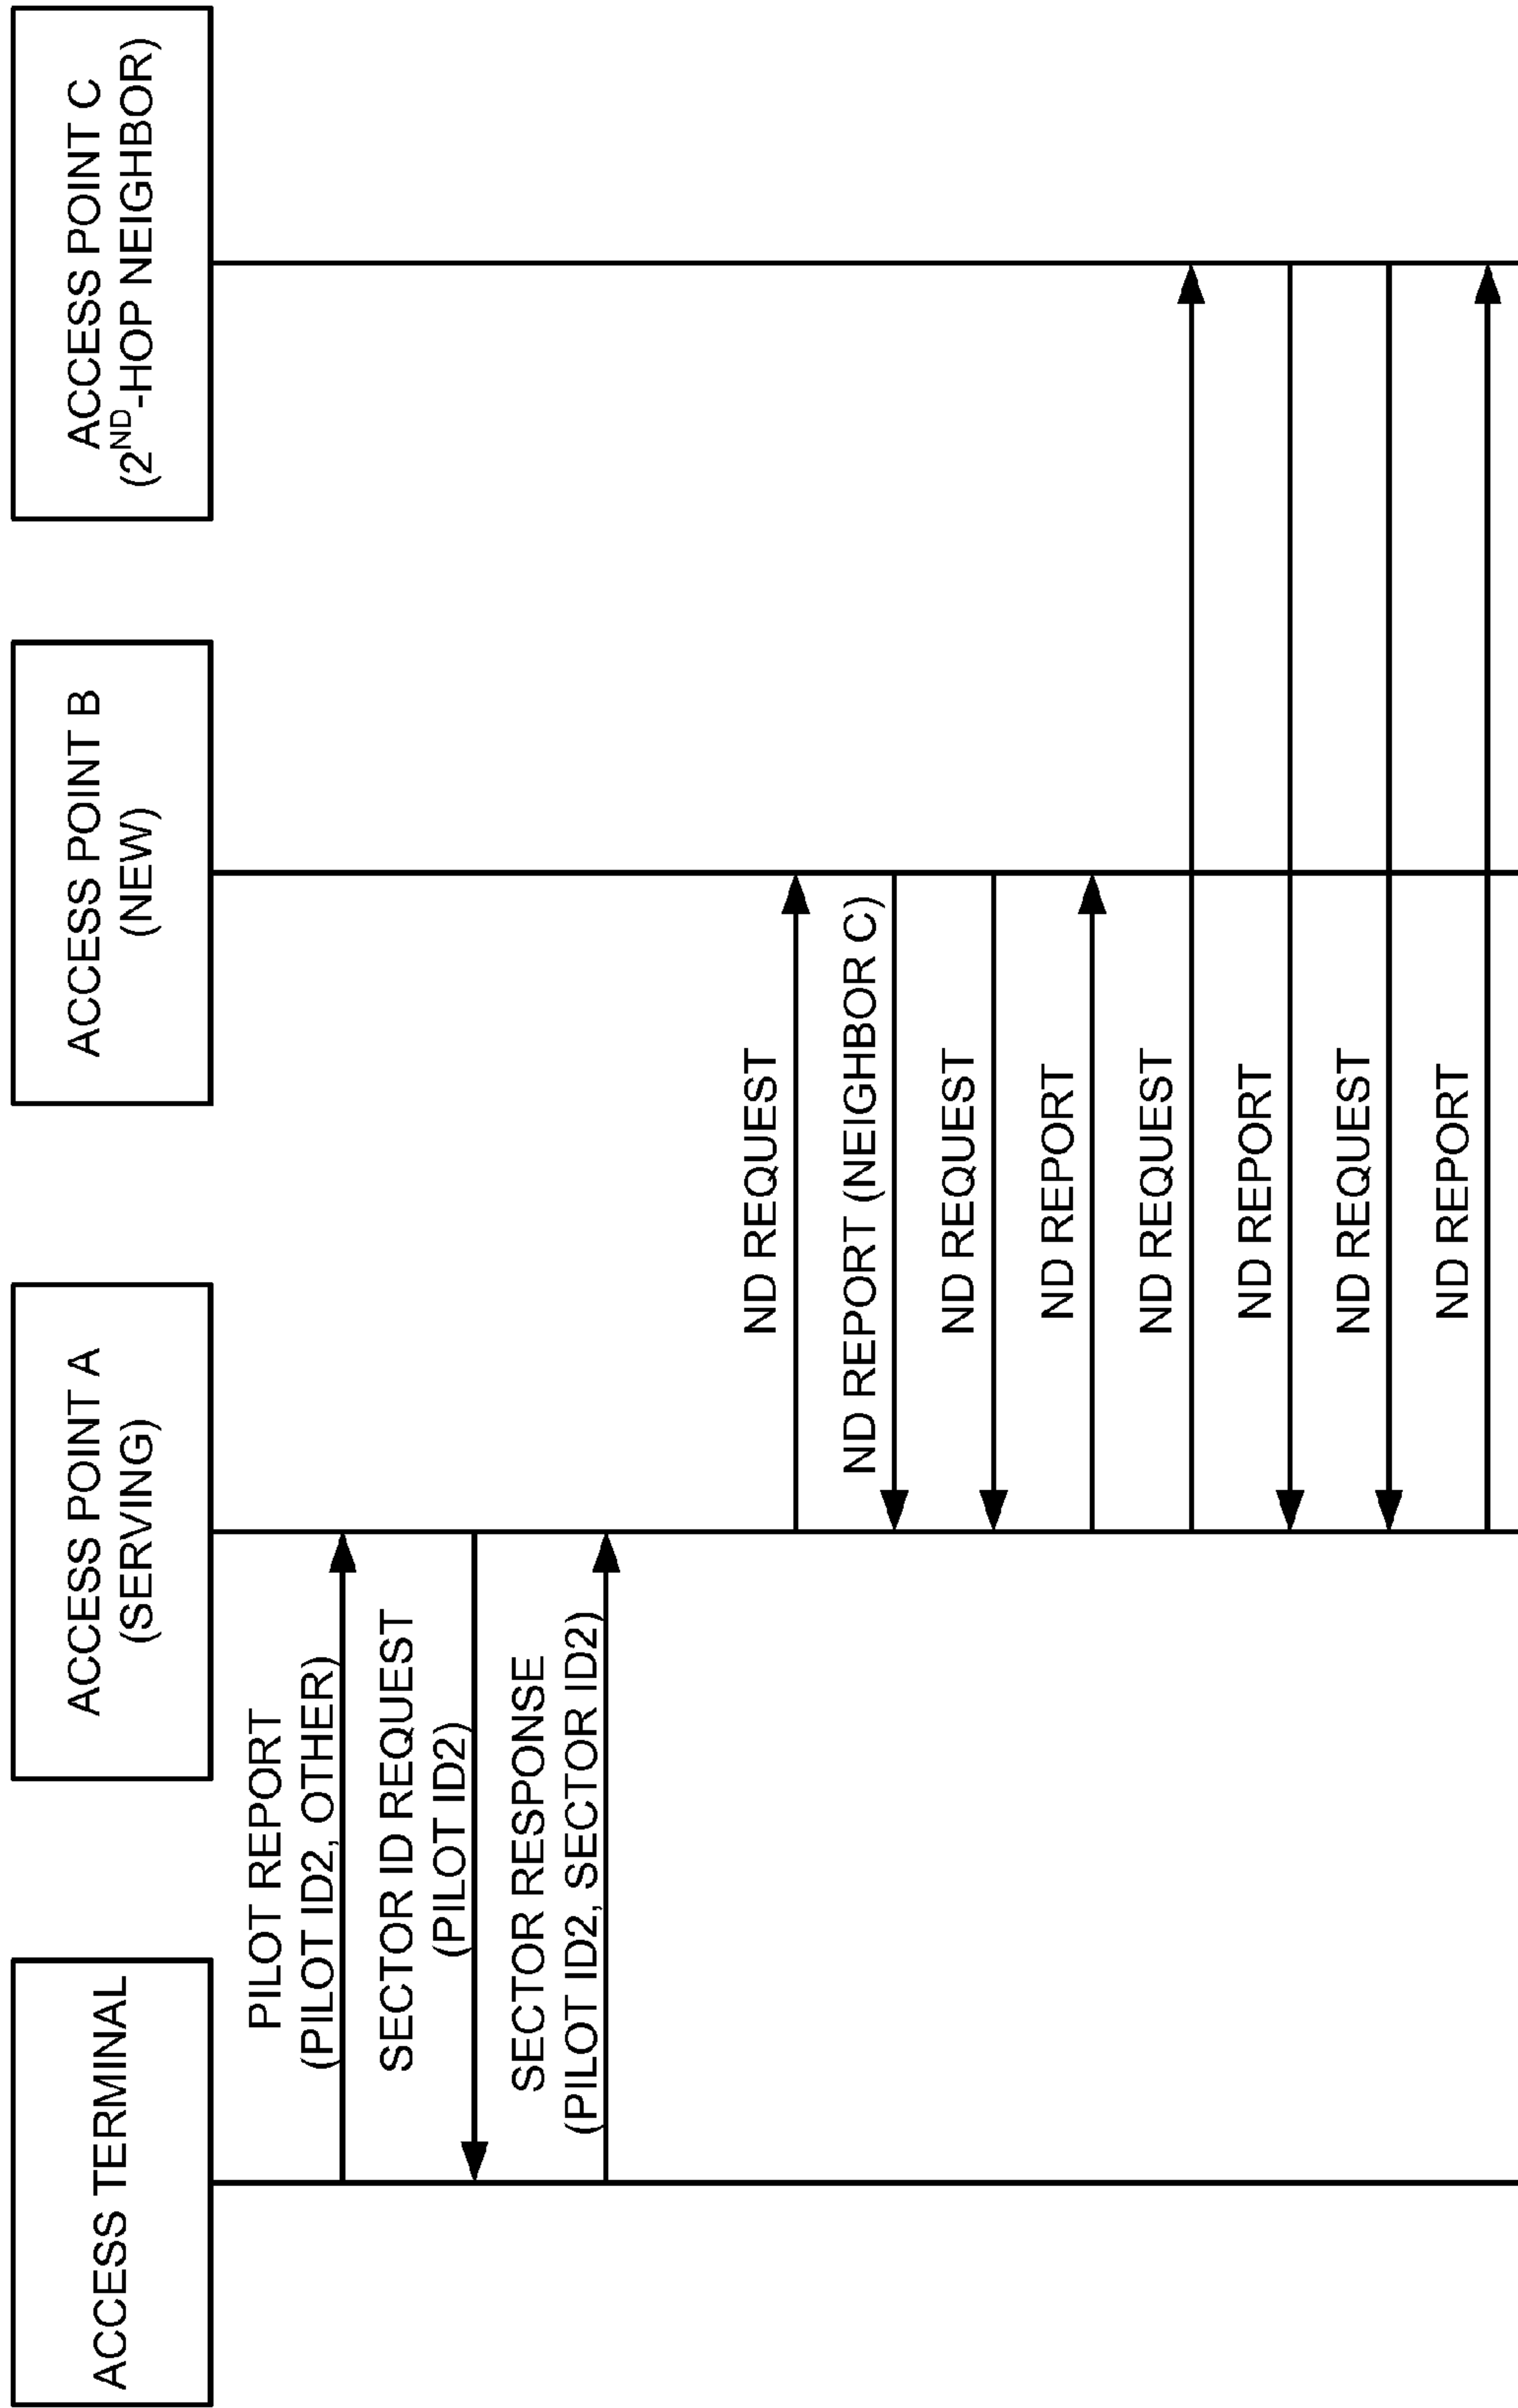 ACCESS TERMINAL
ACCESS POINT A
(SERVING)
ACCESS POINT B
(NEW)
ACCESS POINT C
(2ND-HOP NEIGHBOR)
PILOT REPORT
(PILOT ID2, OTHER)
SECTOR ID REQUEST
(PILOT ID2)
SECTOR RESPONSE
(PILOT ID2, SECTOR ID2)
ND REQUEST
ND REPORT (NEIGHBOR C)
ND REQUEST
ND REPORT
ND REQUEST
ND REPORT
ND REQUEST
ND REPORT